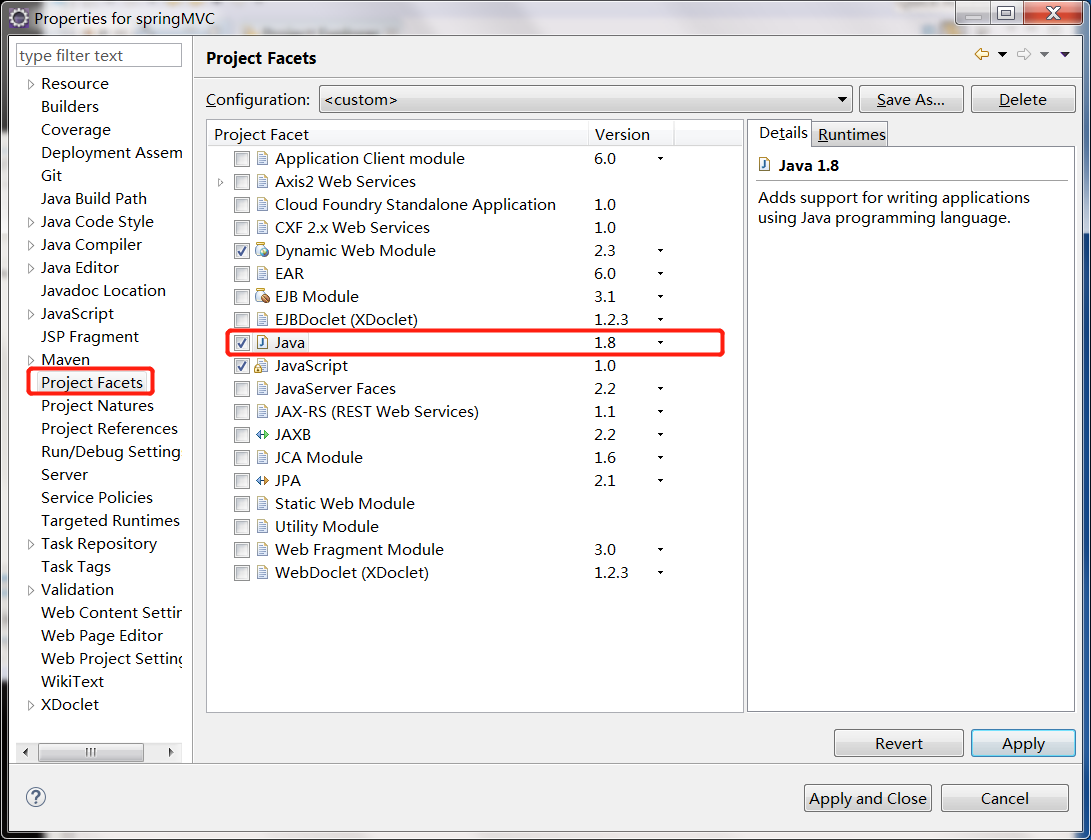 Properties for springMVC
type filter text
Resource
Builders
Coverage
Deployment Assem
Git
Java Build Path
Java Code Style
Java Compiler
Java Editor
Javadoc Location
JavaScript
JSP Fragment
Maven
Project Facets
Project Natures
Project References
Run/Debug Setting
Server
Service Policies
Targeted Runtimes
Task Repository
Task Tags
Validation
Web Content Settin
Web Page Editor
Web Project Setting
WikiText
XDoclet
Project Facets
Configuration: <custom> Save As... Delete
Project Facet Version
Application Client module 6.0
Axis2 Web Services
Cloud Foundry Standalone Application 1.0
CXF 2.x Web Services 1.0
Dynamic Web Module 2.3
EAR 6.0
EJB Module 3.1
EJBDoclet (XDoclet) 1.2.3
Java 1.8
JavaScript 1.0
JavaServer Faces 2.2
JAX-RS (REST Web Services) 1.1
JAXB 2.2
JCA Module 1.6
JPA 2.1
Static Web Module
Utility Module
Web Fragment Module 3.0
WebDoclet (XDoclet) 1.2.3
Details Runtimes
Java 1.8
Adds support for writing applications
using Java programming language.
Revert Apply
Apply and Close Cancel